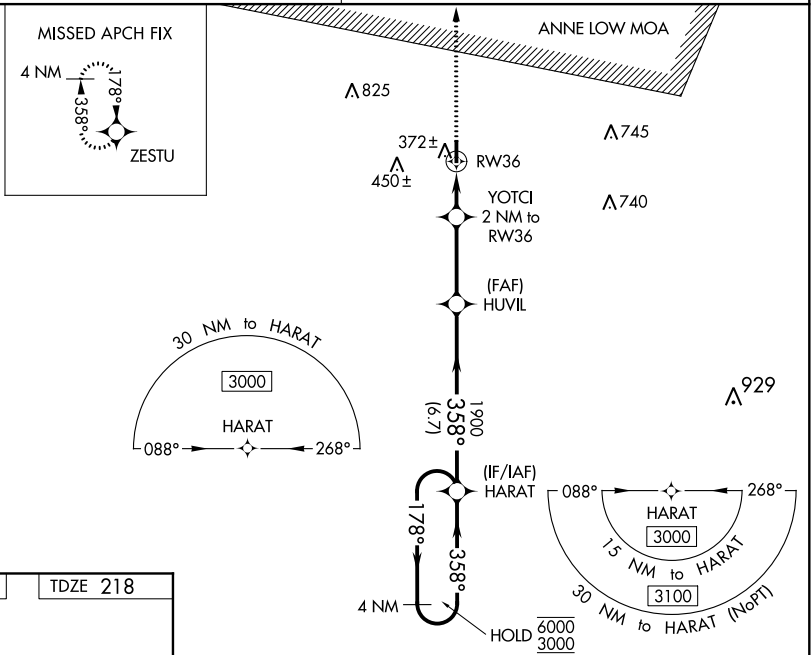 MISSED APCH FIX
4 NM
178°
358°
ZESTU
ANNE LOW MOA
825
745
372±
RW36
450±
YOTCI
2 NM to
RW36
740
(FAF)
HUVIL
30 NM to HARAT
3000
HARAT
088°
268°
929
1900
358°
(6.7)
(IF/IAF)
HARAT
178°
358°
4 NM
HOLD 6000
3000
088°
268°
HARAT
3000
15 NM to HARAT
3100
30 NM to HARAT (NoPT)
TDZE 218